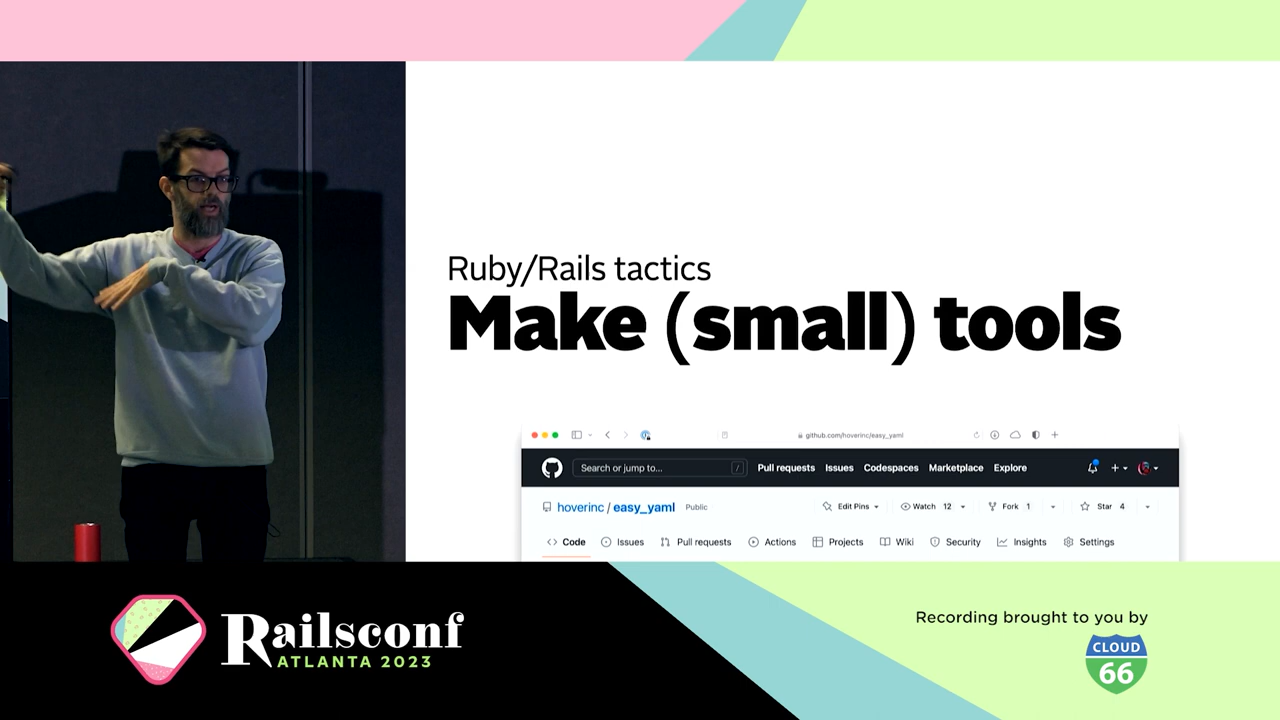 Ruby/Rails tactics
Make (small) tools
github.com/hoverinc/easy_yaml
Search or jump to... /
Pull requests Issues Codespaces Marketplace Explore
hoverinc / easy_yaml Public
Edit Pins Watch 12 Fork 1 Star 4
Code Issues Pull requests Actions Projects Wiki Security Insights Settings
Railsconf
ATLANTA 2023
Recording brought to you by
CLOUD
66